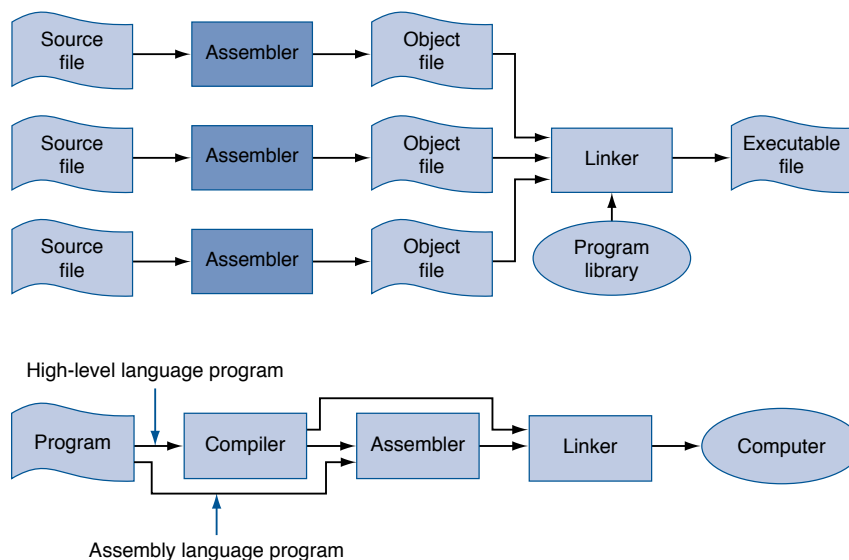 Source
file
Assembler
Object
file
Source
file
Assembler
Object
file
Linker
Executable
file
Source
file
Assembler
Object
file
Program
library
High-level language program
Program
Compiler
Assembler
Linker
Computer
Assembly language program